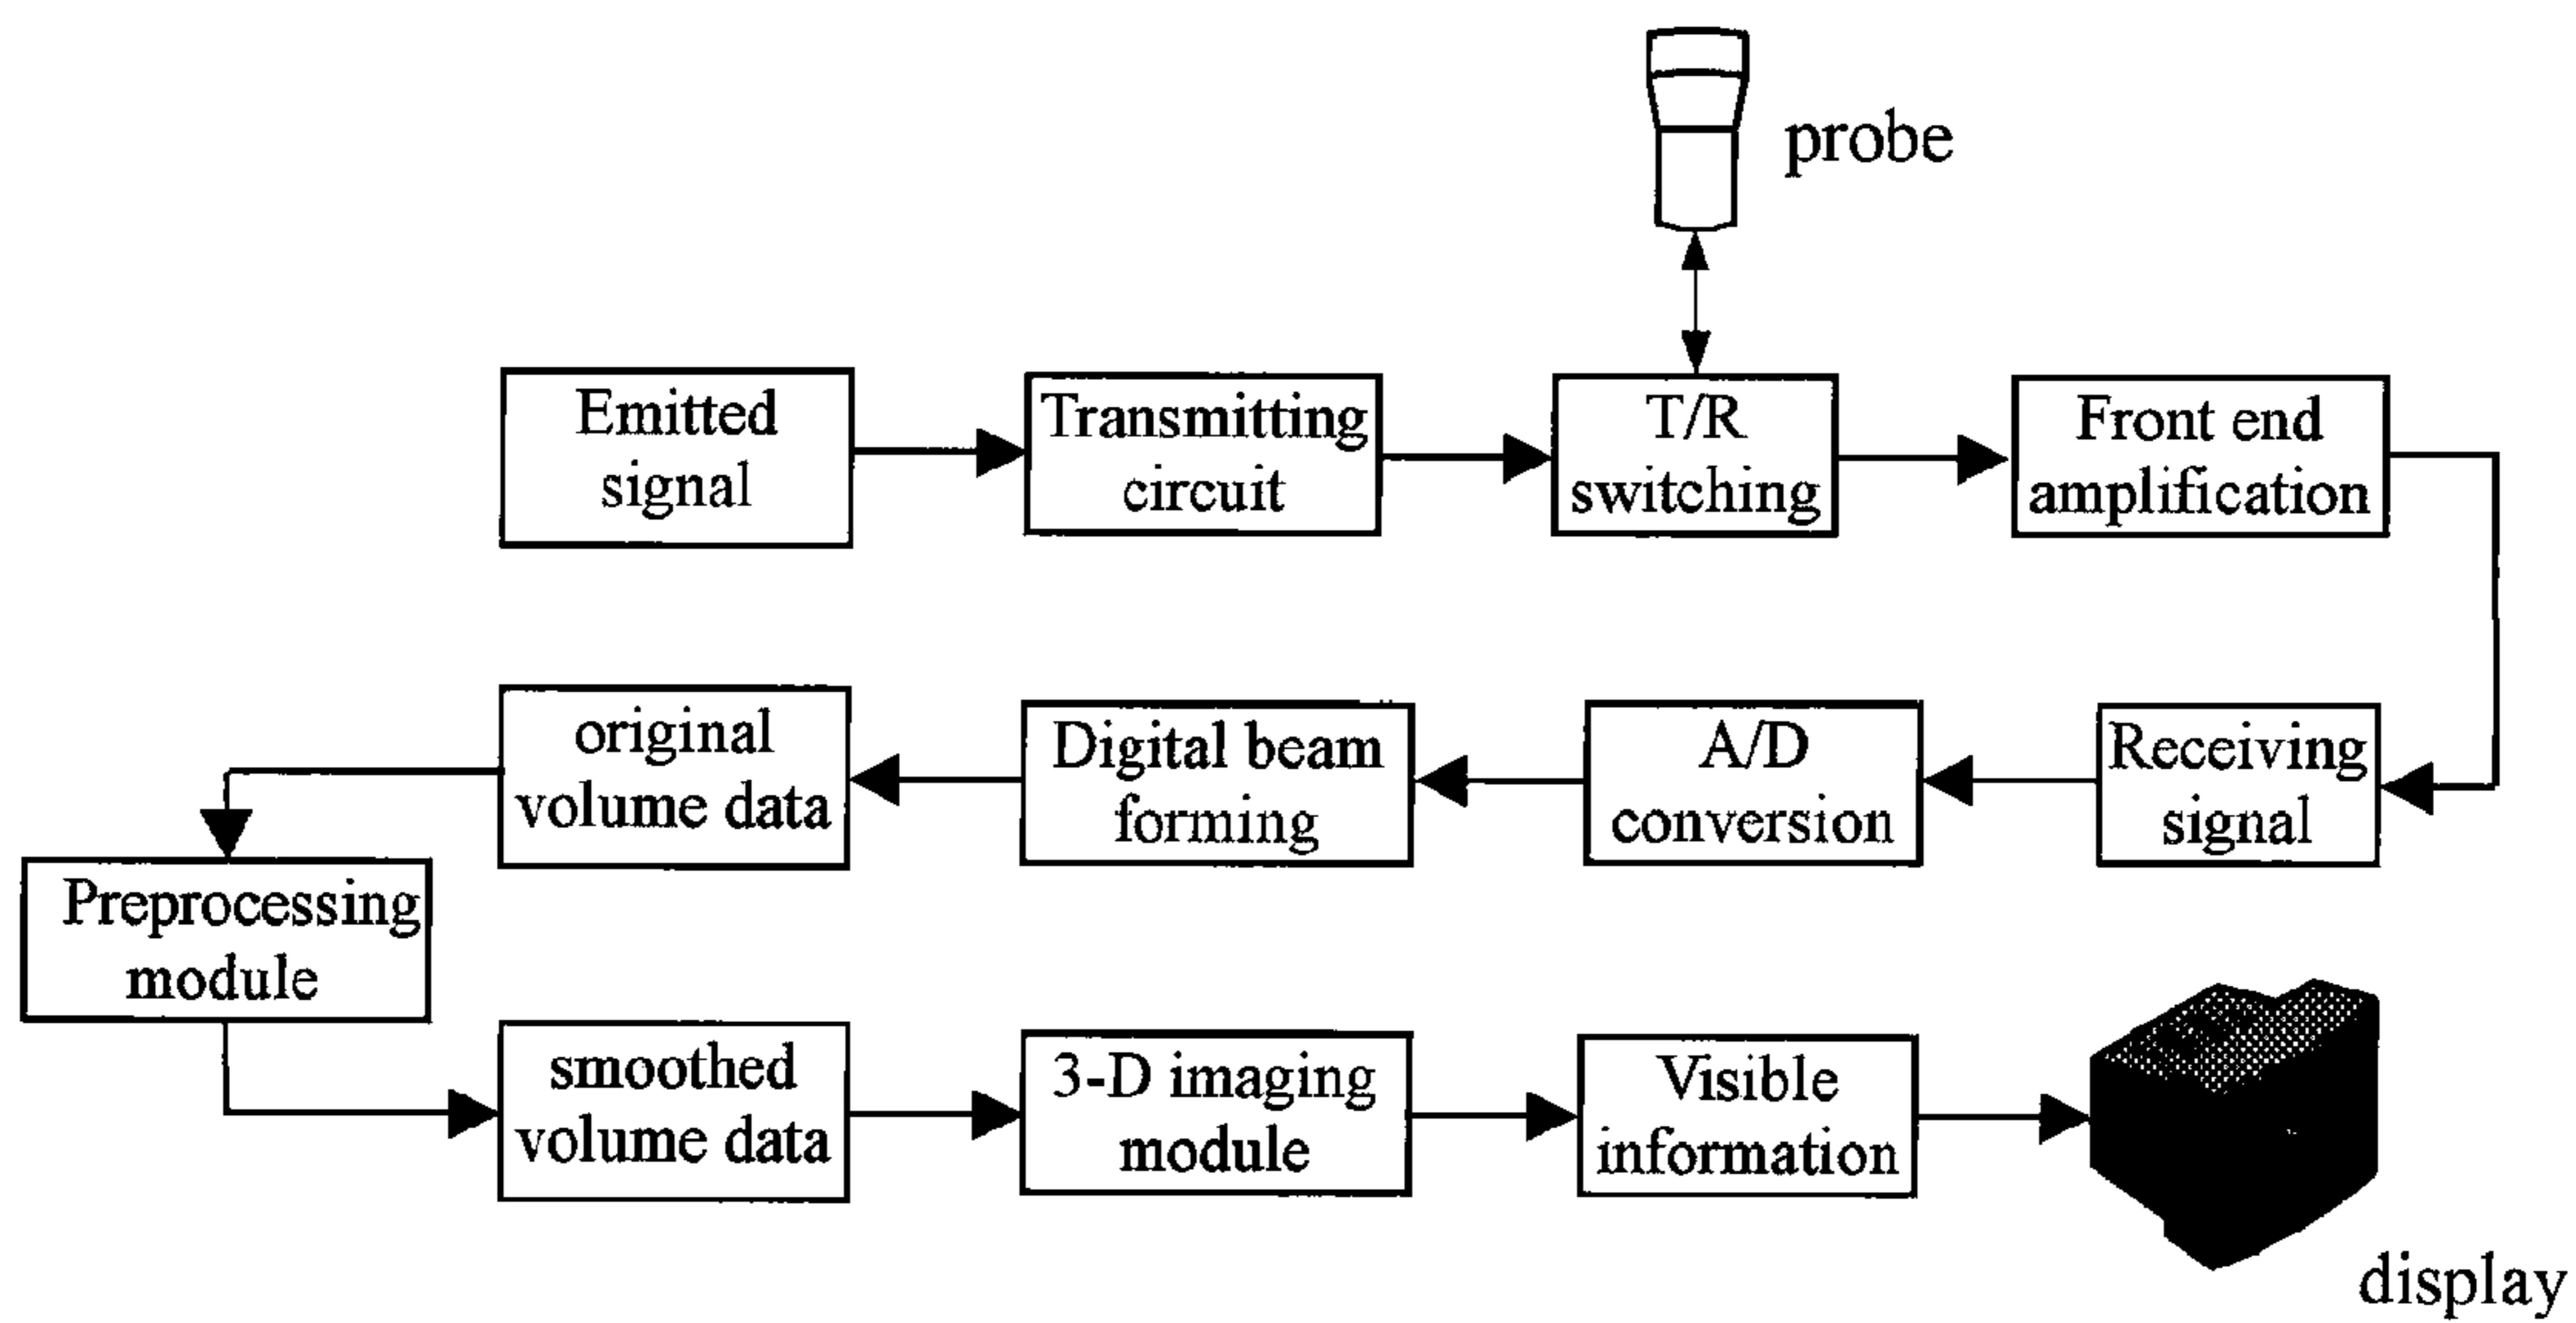 probe
Emitted
signal
Transmitting
circuit
T/R
switching
Front end
amplification
Receiving
signal
A/D
conversion
Digital beam
forming
original
volume data
Preprocessing
module
smoothed
volume data
3-D imaging
module
Visible
information
display